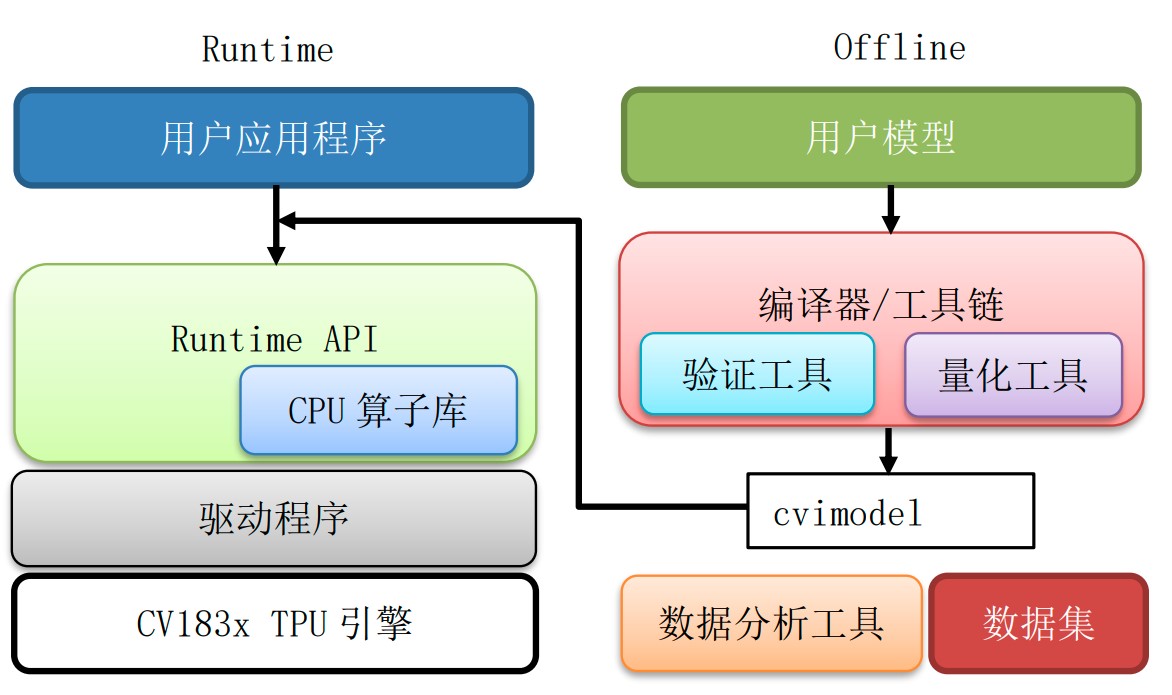 Runtime
用户应用程序
Runtime API
CPU 算子库
驱动程序
CV183x TPU 引擎
Offline
用户模型
编译器/工具链
验证工具
量化工具
cvimodel
数据分析工具
数据集